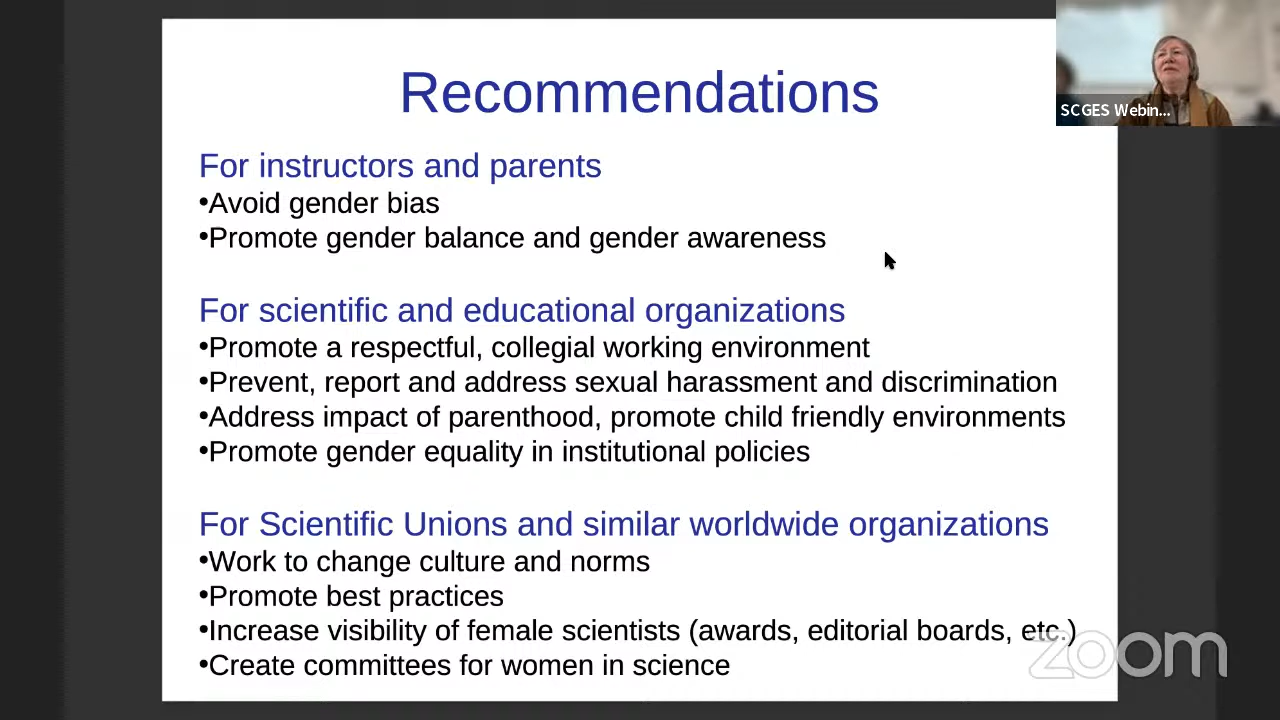 Recommendations
SCGES Webin...
For instructors and parents
•Avoid gender bias
•Promote gender balance and gender awareness
For scientific and educational organizations
•Promote a respectful, collegial working environment
•Prevent, report and address sexual harassment and discrimination
•Address impact of parenthood, promote child friendly environments
•Promote gender equality in institutional policies
For Scientific Unions and similar worldwide organizations
•Work to change culture and norms
•Promote best practices
•Increase visibility of female scientists (awards, editorial boards, etc.)
•Create committees for women in science
zoom